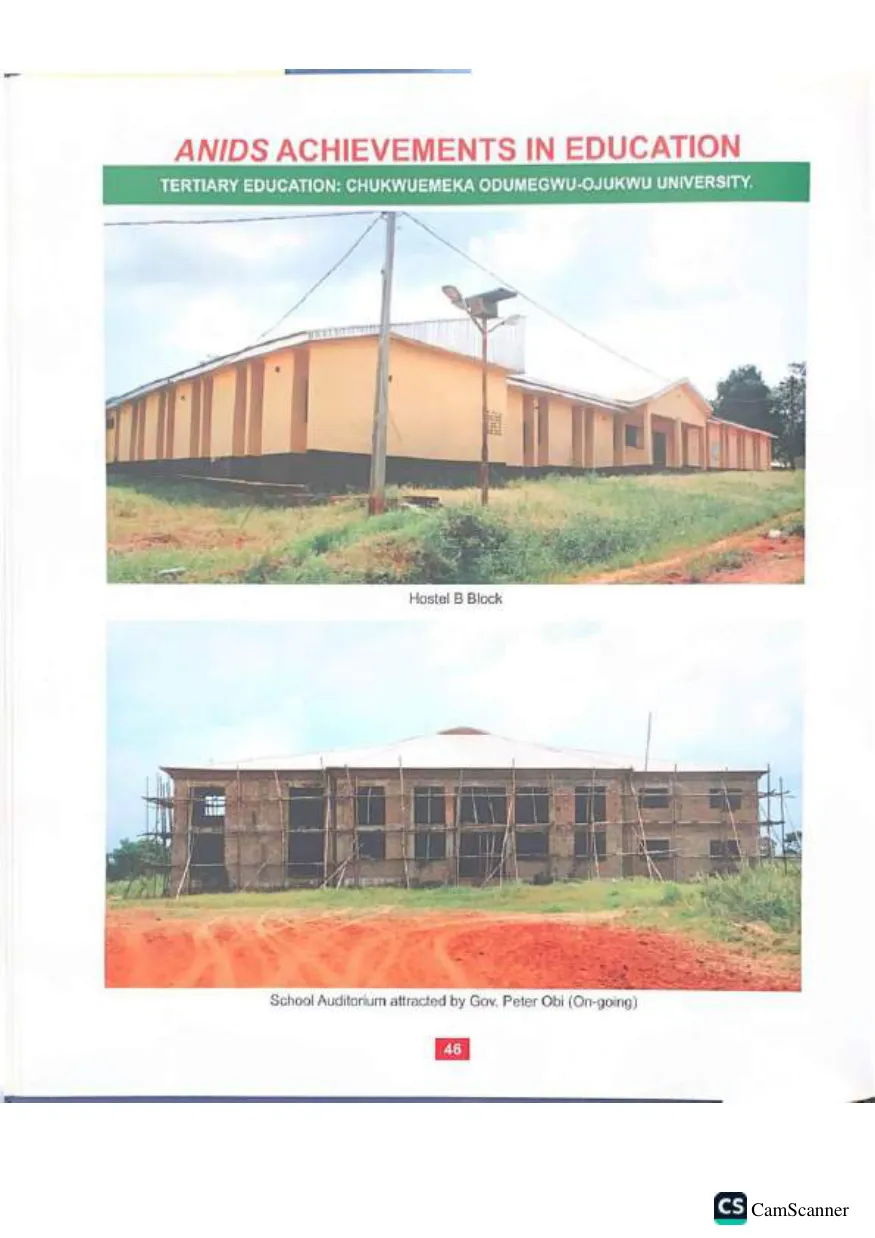 ANIDS ACHIEVEMENTS IN EDUCATION
TERTIARY EDUCATION: CHUKWUEMEKA ODUMEGWU-OJUKWU UNIVERSITY.
Hostel B Block
School Auditorium attracted by Gov. Peter Obi (On-going)
46
CS CamScanner